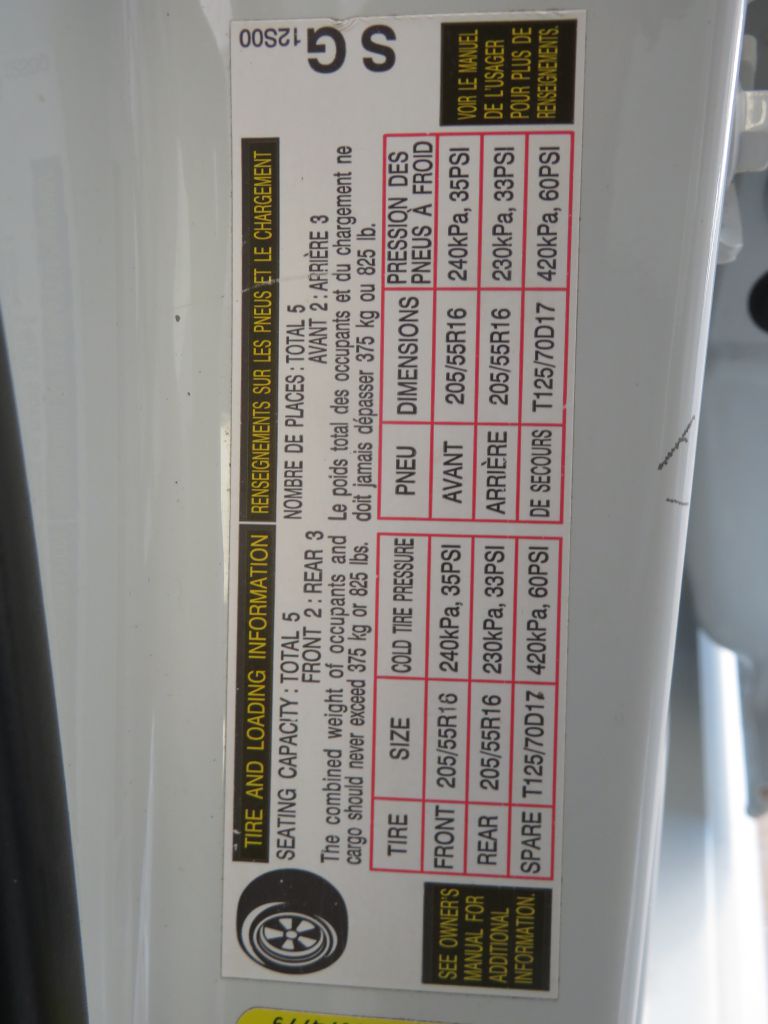 TIRE AND LOADING INFORMATION
SEATING CAPACITY : TOTAL 5
FRONT 2 : REAR 3
The combined weight of occupants and
cargo should never exceed 375 kg or 825 lbs.
TIRE SIZE COLD TIRE PRESSURE
FRONT 205/55R16 240kPa, 35PSI
REAR 205/55R16 230kPa, 33PSI
SPARE T125/70D17 420kPa, 60PSI
SEE OWNER'S
MANUAL FOR
ADDITIONAL
INFORMATION.
RENSEIGNEMENTS SUR LES PNEUS ET LE CHARGEMENT
NOMBRE DE PLACES : TOTAL 5
AVANT 2 : ARRIÈRE 3
Le poids total des occupants et du chargement ne
doit jamais dépasser 375 kg ou 825 lb.
PNEU DIMENSIONS PRESSION DES
PNEUS À FROID
AVANT 205/55R16 240kPa, 35PSI
ARRIÈRE 205/55R16 230kPa, 33PSI
DE SECOURS T125/70D17 420kPa, 60PSI
VOIR LE MANUEL
DE L'USAGER
POUR PLUS DE
RENSEIGNEMENTS.
12S00
S G